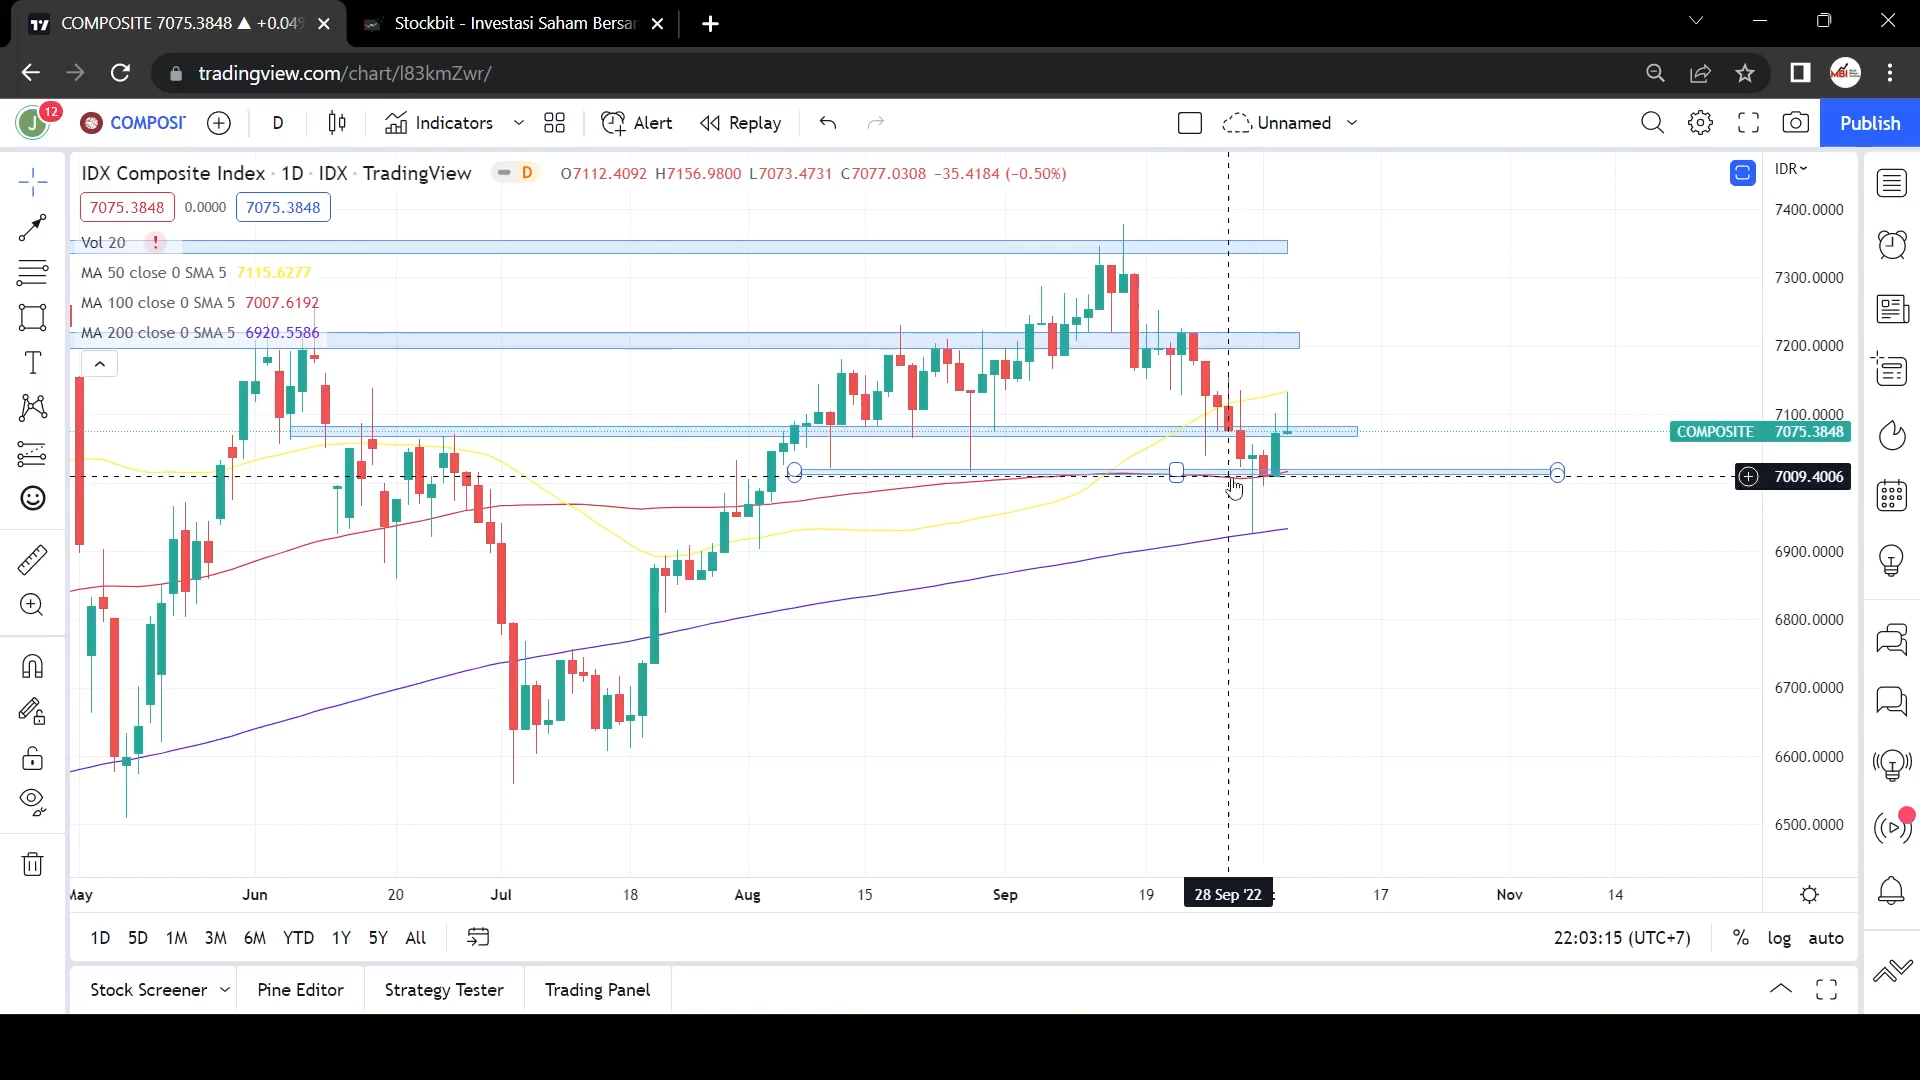 COMPOSITE 7075.3848 ▲ +0.04%
Stockbit - Investasi Saham Bersar
tradingview.com/chart/l83kmZwr/
MBI
J
12
COMPOSI
D
Indicators
Alert
Replay
Unnamed
Publish
IDX Composite Index · 1D · IDX · TradingView
D
O7112.4092 H7156.9800 L7073.4731 C7077.0308 −35.4184 (−0.50%)
IDR
7075.3848
0.0000
7075.3848
Vol 20
!
MA 50 close 0 SMA 5 7115.6277
MA 100 close 0 SMA 5 7007.6192
MA 200 close 0 SMA 5 6920.5586
7400.0000
7300.0000
7200.0000
7100.0000
COMPOSITE 7075.3848
7009.4006
6900.0000
6800.0000
6700.0000
6600.0000
6500.0000
May
Jun
20
Jul
18
Aug
15
Sep
19
28 Sep '22
17
Nov
14
1D
5D
1M
3M
6M
YTD
1Y
5Y
All
22:03:15 (UTC+7)
%
log
auto
Stock Screener
Pine Editor
Strategy Tester
Trading Panel